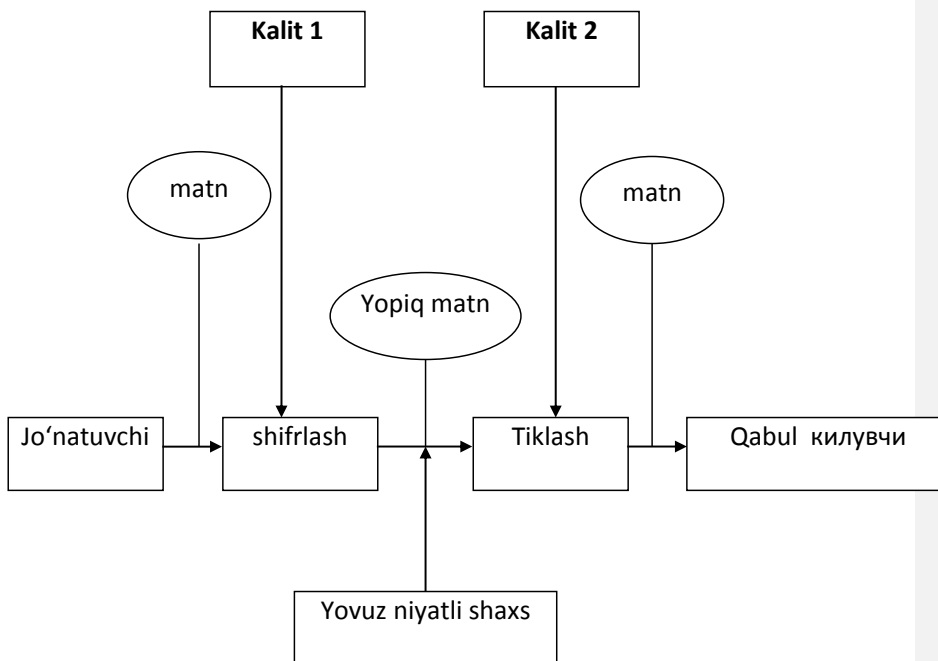 Kalit 1
Kalit 2
matn
matn
Yopiq matn
Jo‘natuvchi
shifrlash
Tiklash
Qabul килувчи
Yovuz niyatli shaxs